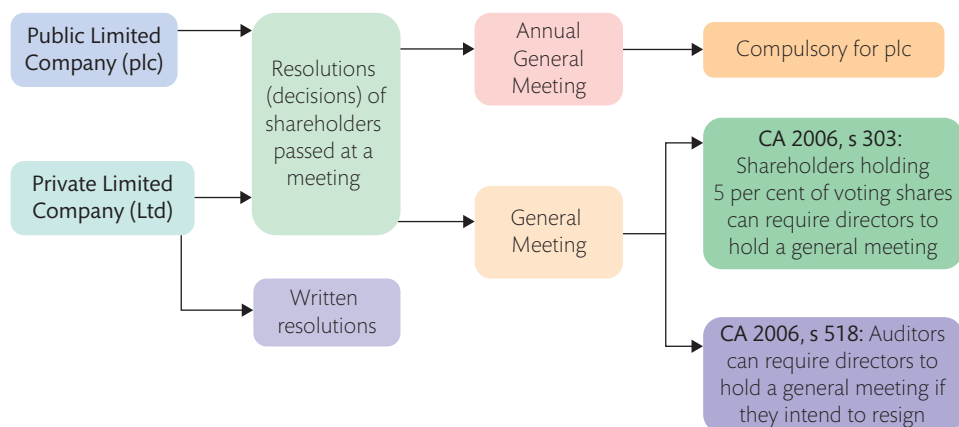 Public Limited
Company (plc)
Resolutions
(decisions) of
shareholders
passed at a
meeting
Annual
General
Meeting
Compulsory for plc
Private Limited
Company (Ltd)
General
Meeting
CA 2006, s 303:
Shareholders holding
5 per cent of voting shares
can require directors to
hold a general meeting
Written
resolutions
CA 2006, s 518: Auditors
can require directors to
hold a general meeting if
they intend to resign